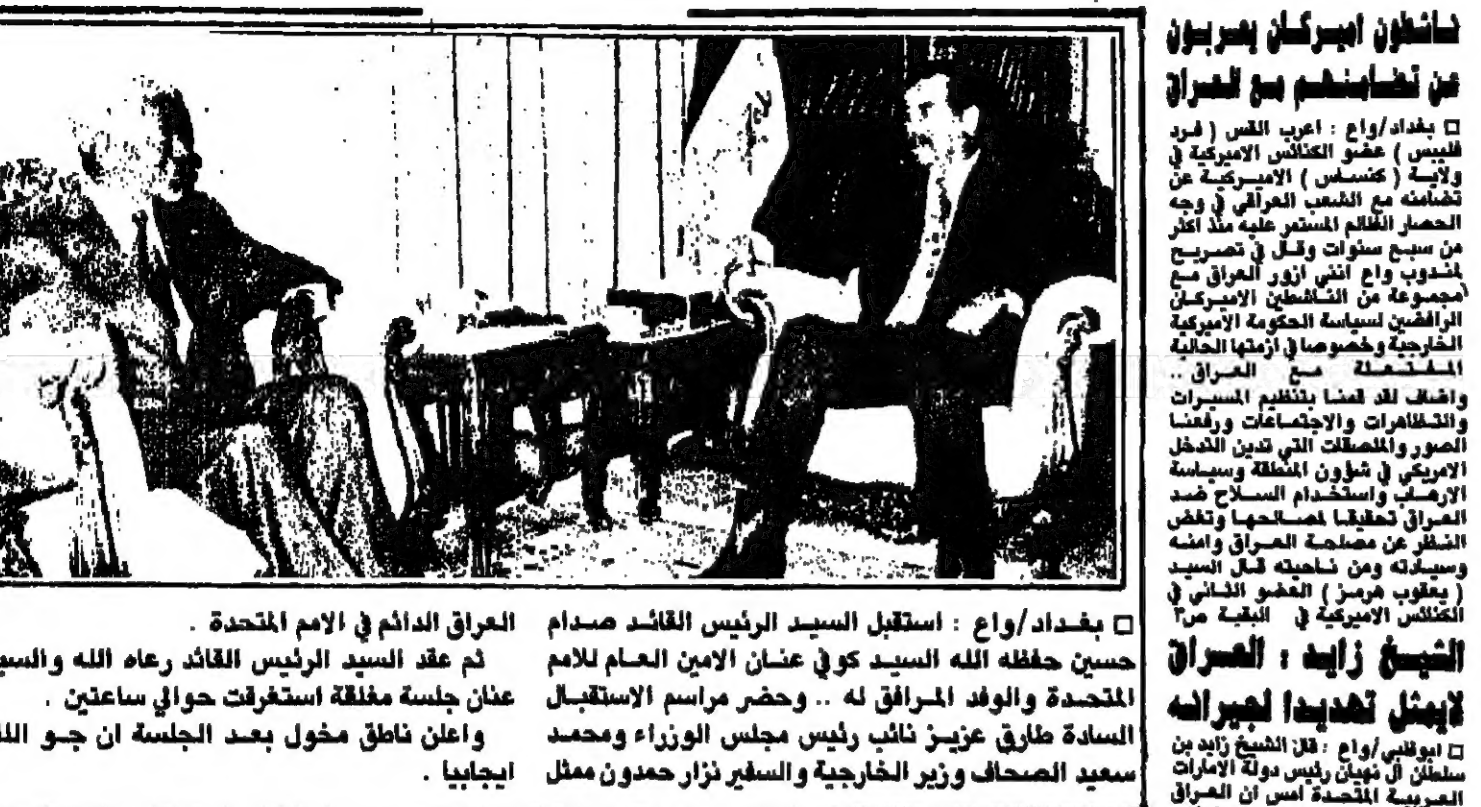 ناشطون اميركان يعربون
عن تضامنهم مع العراق
□ بغداد/واع : اعرب القس ( فرد
فليبس ) عضو الكنائس الاميركية في
ولاية ( كنساس ) الاميركية عن
تضامنه مع الشعب العراقي في وجه
الحصار الظالم المستمر عليه منذ اكثر
من سبع سنوات وقال في تصريح
لمندوب واع انني ازور العراق مع
مجموعة من الناشطين الاميركان
الرافضين لسياسة الحكومة الاميركية
الخارجية وخصوصا في ازمتها الحالية
المفتعلة مع العراق ..
واضاف لقد قمنا بتنظيم المسيرات
والتظاهرات والاجتماعات ورفعنا
الصور والملصقات التي تدين التدخل
الامريكي في شؤون المنطقة وسياسة
الارهاب واستخدام السلاح ضد
العراق تحقيقا لمصالحها وتغض
النظر عن مصلحة العراق وامنه
وسيادته ومن ناحيته قال السيد
( يعقوب هرمز ) العضو الثاني في
الكنائس الاميركية في البقية ص٣
الشيخ زايد : العراق
لايمثل تهديدا لجيرانه
□ ابوظبي/واع : قال الشيخ زايد بن
سلطان ال نهيان رئيس دولة الامارات
العربية المتحدة امس ان العراق
□ بغداد/واع : استقبل السيد الرئيس القائد صدام
حسين حفظه الله السيد كوفي عنان الامين العام للامم
المتحدة والوفد المرافق له .. وحضر مراسم الاستقبال
السادة طارق عزيز نائب رئيس مجلس الوزراء ومحمد
سعيد الصحاف وزير الخارجية والسفير نزار حمدون ممثل
العراق الدائم في الامم المتحدة .
ثم عقد السيد الرئيس القائد رعاه الله والسي
عنان جلسة مغلقة استغرقت حوالي ساعتين .
واعلن ناطق مخول بعد الجلسة ان جو الل
ايجابيا .